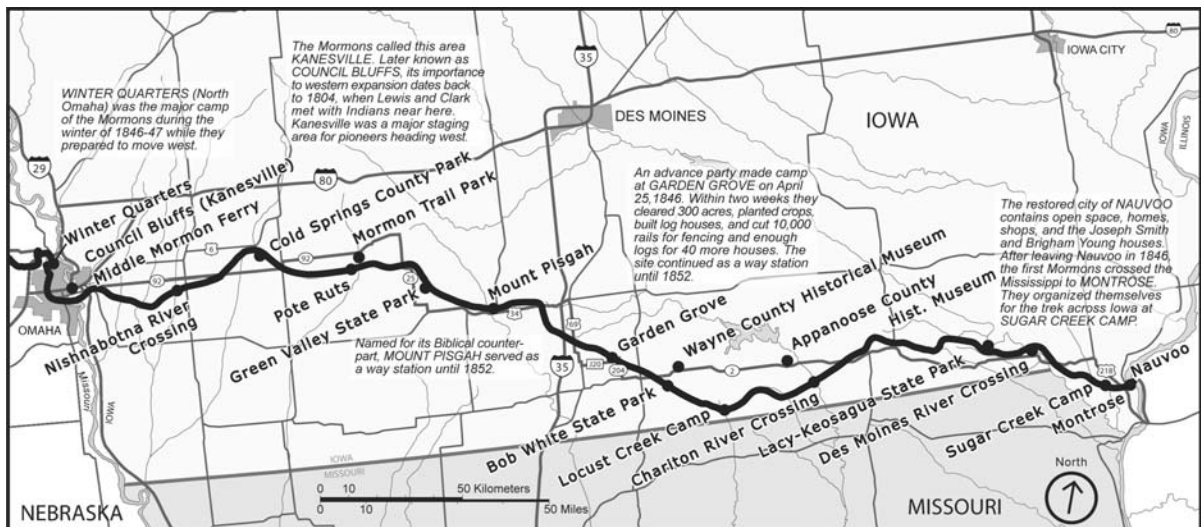 WINTER QUARTERS (North
Omaha) was the major camp
of the Mormons during the
winter of 1846-47 while they
prepared to move west.
The Mormons called this area
KANESVILLE. Later known as
COUNCIL BLUFFS, its importance
to western expansion dates back
to 1804, when Lewis and Clark
met with Indians near here.
Kanesville was a major staging
area for pioneers heading west.
35
DES MOINES
IOWA
IOWA CITY
80
IOWA
ILLINOIS
29
80
An advance party made camp
at GARDEN GROVE on April
25,1846. Within two weeks they
cleared 300 acres, planted crops,
built log houses, and cut 10,000
rails for fencing and enough
logs for 40 more houses. The
site continued as a way station
until 1852.
The restored city of NAUVOO
contains open space, homes,
shops, and the Joseph Smith
and Brigham Young houses.
After leaving Nauvoo in 1846,
the first Mormons crossed the
Mississippi to MONTROSE.
They organized themselves
for the trek across Iowa at
SUGAR CREEK CAMP.
Winter Quarters
Council Bluffs (Kanesville)
Middle Mormon Ferry
Cold Springs County-Park
Mormon Trail Park
Mount Pisgah
Garden Grove
Wayne County Historical Museum
Appanoose County
Hist. Museum
Nauvoo
6
92
92
25
34
69
35
J20
204
2
218
OMAHA
Nishnabotna River
Crossing
Pote Ruts
Green Valley State Park
Bob White State Park
Locust Creek Camp
Charlton River Crossing
Lacy-Keosagua State Park
Des Moines River Crossing
Sugar Creek Camp
Montrose
Named for its Biblical counter-
part, MOUNT PISGAH served as
a way station until 1852.
Missouri
IOWA
IOWA
MISSOURI
0 10 50 Kilometers
0 10 50 Miles
NEBRASKA
MISSOURI
North